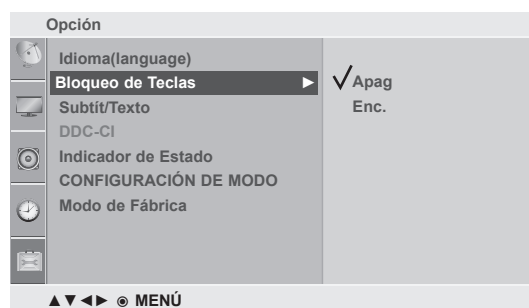 Opción
Idioma(language)
Bloqueo de Teclas ► ✓Apag
Subtít/Texto Enc.
DDC-CI
Indicador de Estado
CONFIGURACIÓN DE MODO
Modo de Fábrica
▲▼◄► ◉ MENÚ